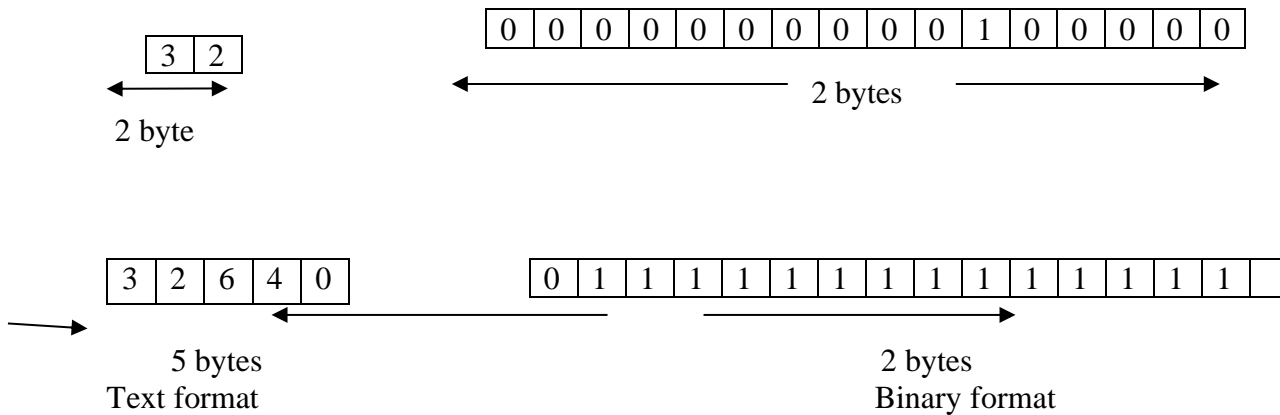 0 0 0 0 0 0 0 0 0 0 1 0 0 0 0 0
3 2
2 bytes
2 byte
3 2 6 4 0 0 1 1 1 1 1 1 1 1 1 1 1 1 1 1
5 bytes 2 bytes
Text format Binary format